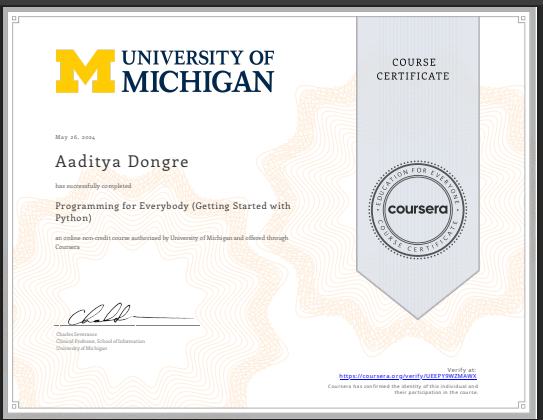 UNIVERSITY OF
MICHIGAN
COURSE
CERTIFICATE
May 26, 2024
Aaditya Dongre
has successfully completed
Programming for Everybody (Getting Started with
Python)
an online non-credit course authorized by University of Michigan and offered through
Coursera
EDUCATION FOR EVERYONE
coursera
COURSE CERTIFICATE
Charles Severance
Clinical Professor, School of Information
University of Michigan
Verify at:
https://coursera.org/verify/UEEPY9WZMAWX
Coursera has confirmed the identity of this individual and
their participation in the course.